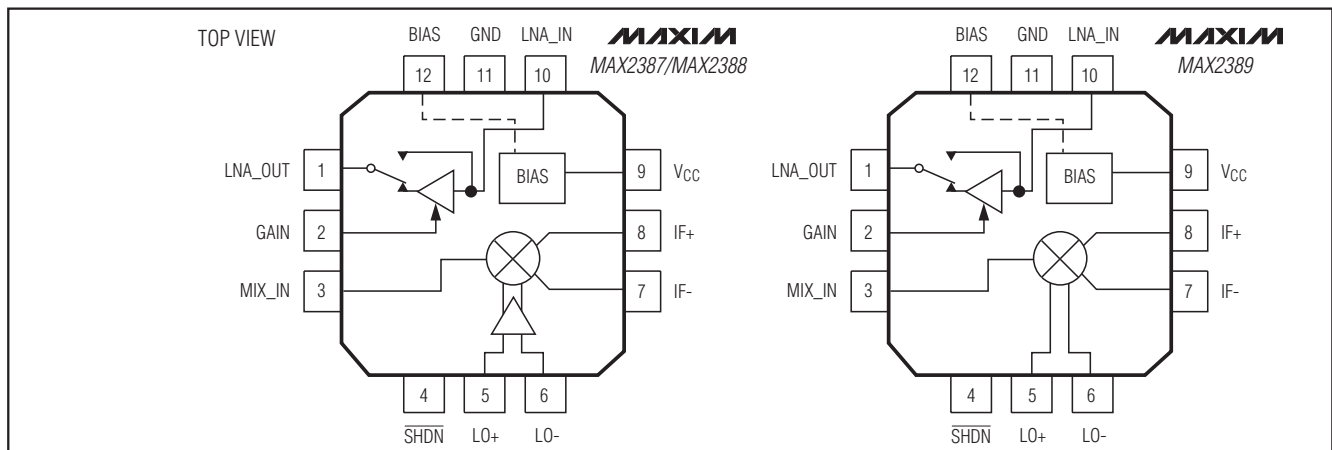 TOP VIEW
BIAS GND LNA_IN
MAXIM
MAX2387/MAX2388
12 11 10
LNA_OUT 1
GAIN 2
MIX_IN 3
BIAS
9 VCC
8 IF+
7 IF-
4 5 6
SHDN LO+ LO-
BIAS GND LNA_IN
MAXIM
MAX2389
12 11 10
LNA_OUT 1
GAIN 2
MIX_IN 3
BIAS
9 VCC
8 IF+
7 IF-
4 5 6
SHDN LO+ LO-